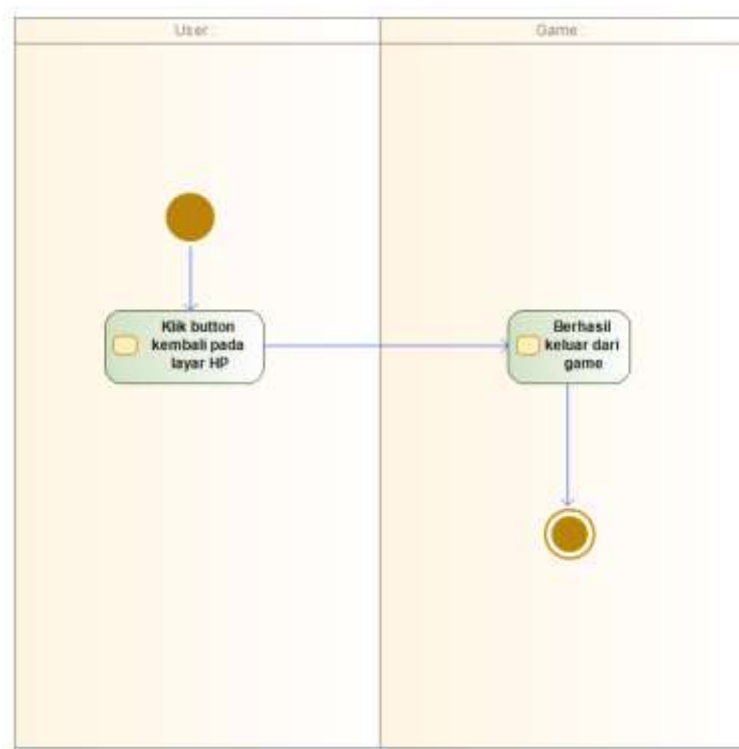 User
Game
Klik button
kembali pada
layar HP
Berhasil
keluar dari
game